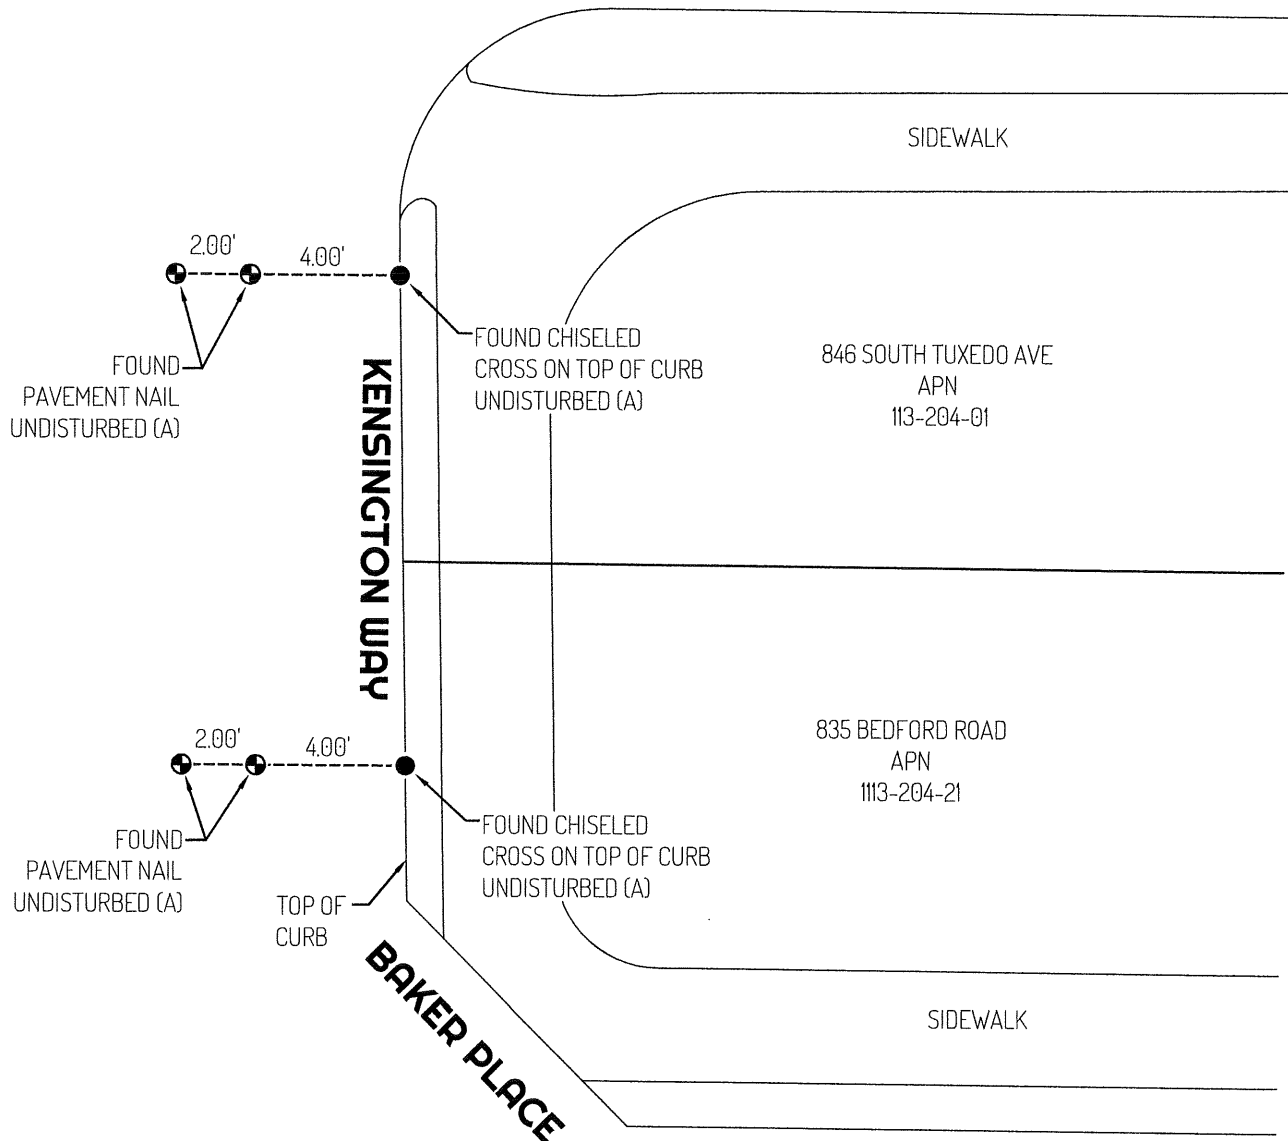 SIDEWALK
2.00'
4.00'
FOUND
PAVEMENT NAIL
UNDISTURBED (A)
FOUND CHISELED
CROSS ON TOP OF CURB
UNDISTURBED (A)
846 SOUTH TUXEDO AVE
APN
113-204-01
KENSINGTON WAY
2.00'
4.00'
835 BEDFORD ROAD
APN
1113-204-21
FOUND
PAVEMENT NAIL
UNDISTURBED (A)
FOUND CHISELED
CROSS ON TOP OF CURB
UNDISTURBED (A)
TOP OF
CURB
BAKER PLACE
SIDEWALK